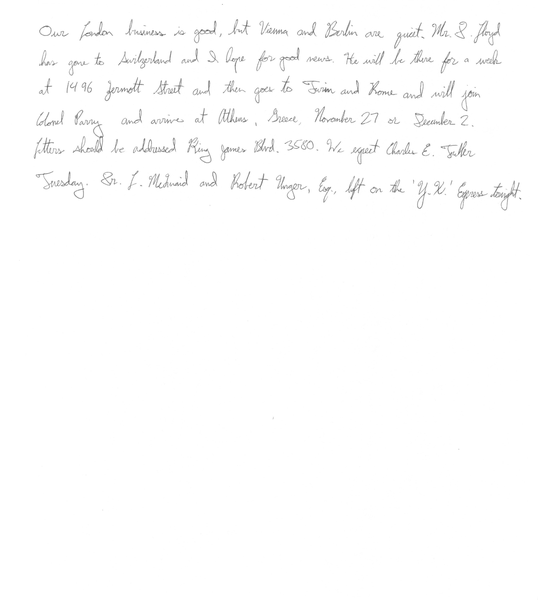 Our London business is good, but Vienna and Berlin are quiet. Mr. D. Lloyd
has gone to Switzerland and I hope for good news. He will be there for a week
at 1496 Zermott Street and then goes to Turin and Rome and will join
Colonel Parry and arrive at Athens, Greece, November 27 or December 2.
Letters should be addressed King James Blvd. 3580. We expect Charles E. Fuller
Tuesday. Dr. L. McQuaid and Robert Unger, Esq., left on the 'Y.X.' Express tonight.